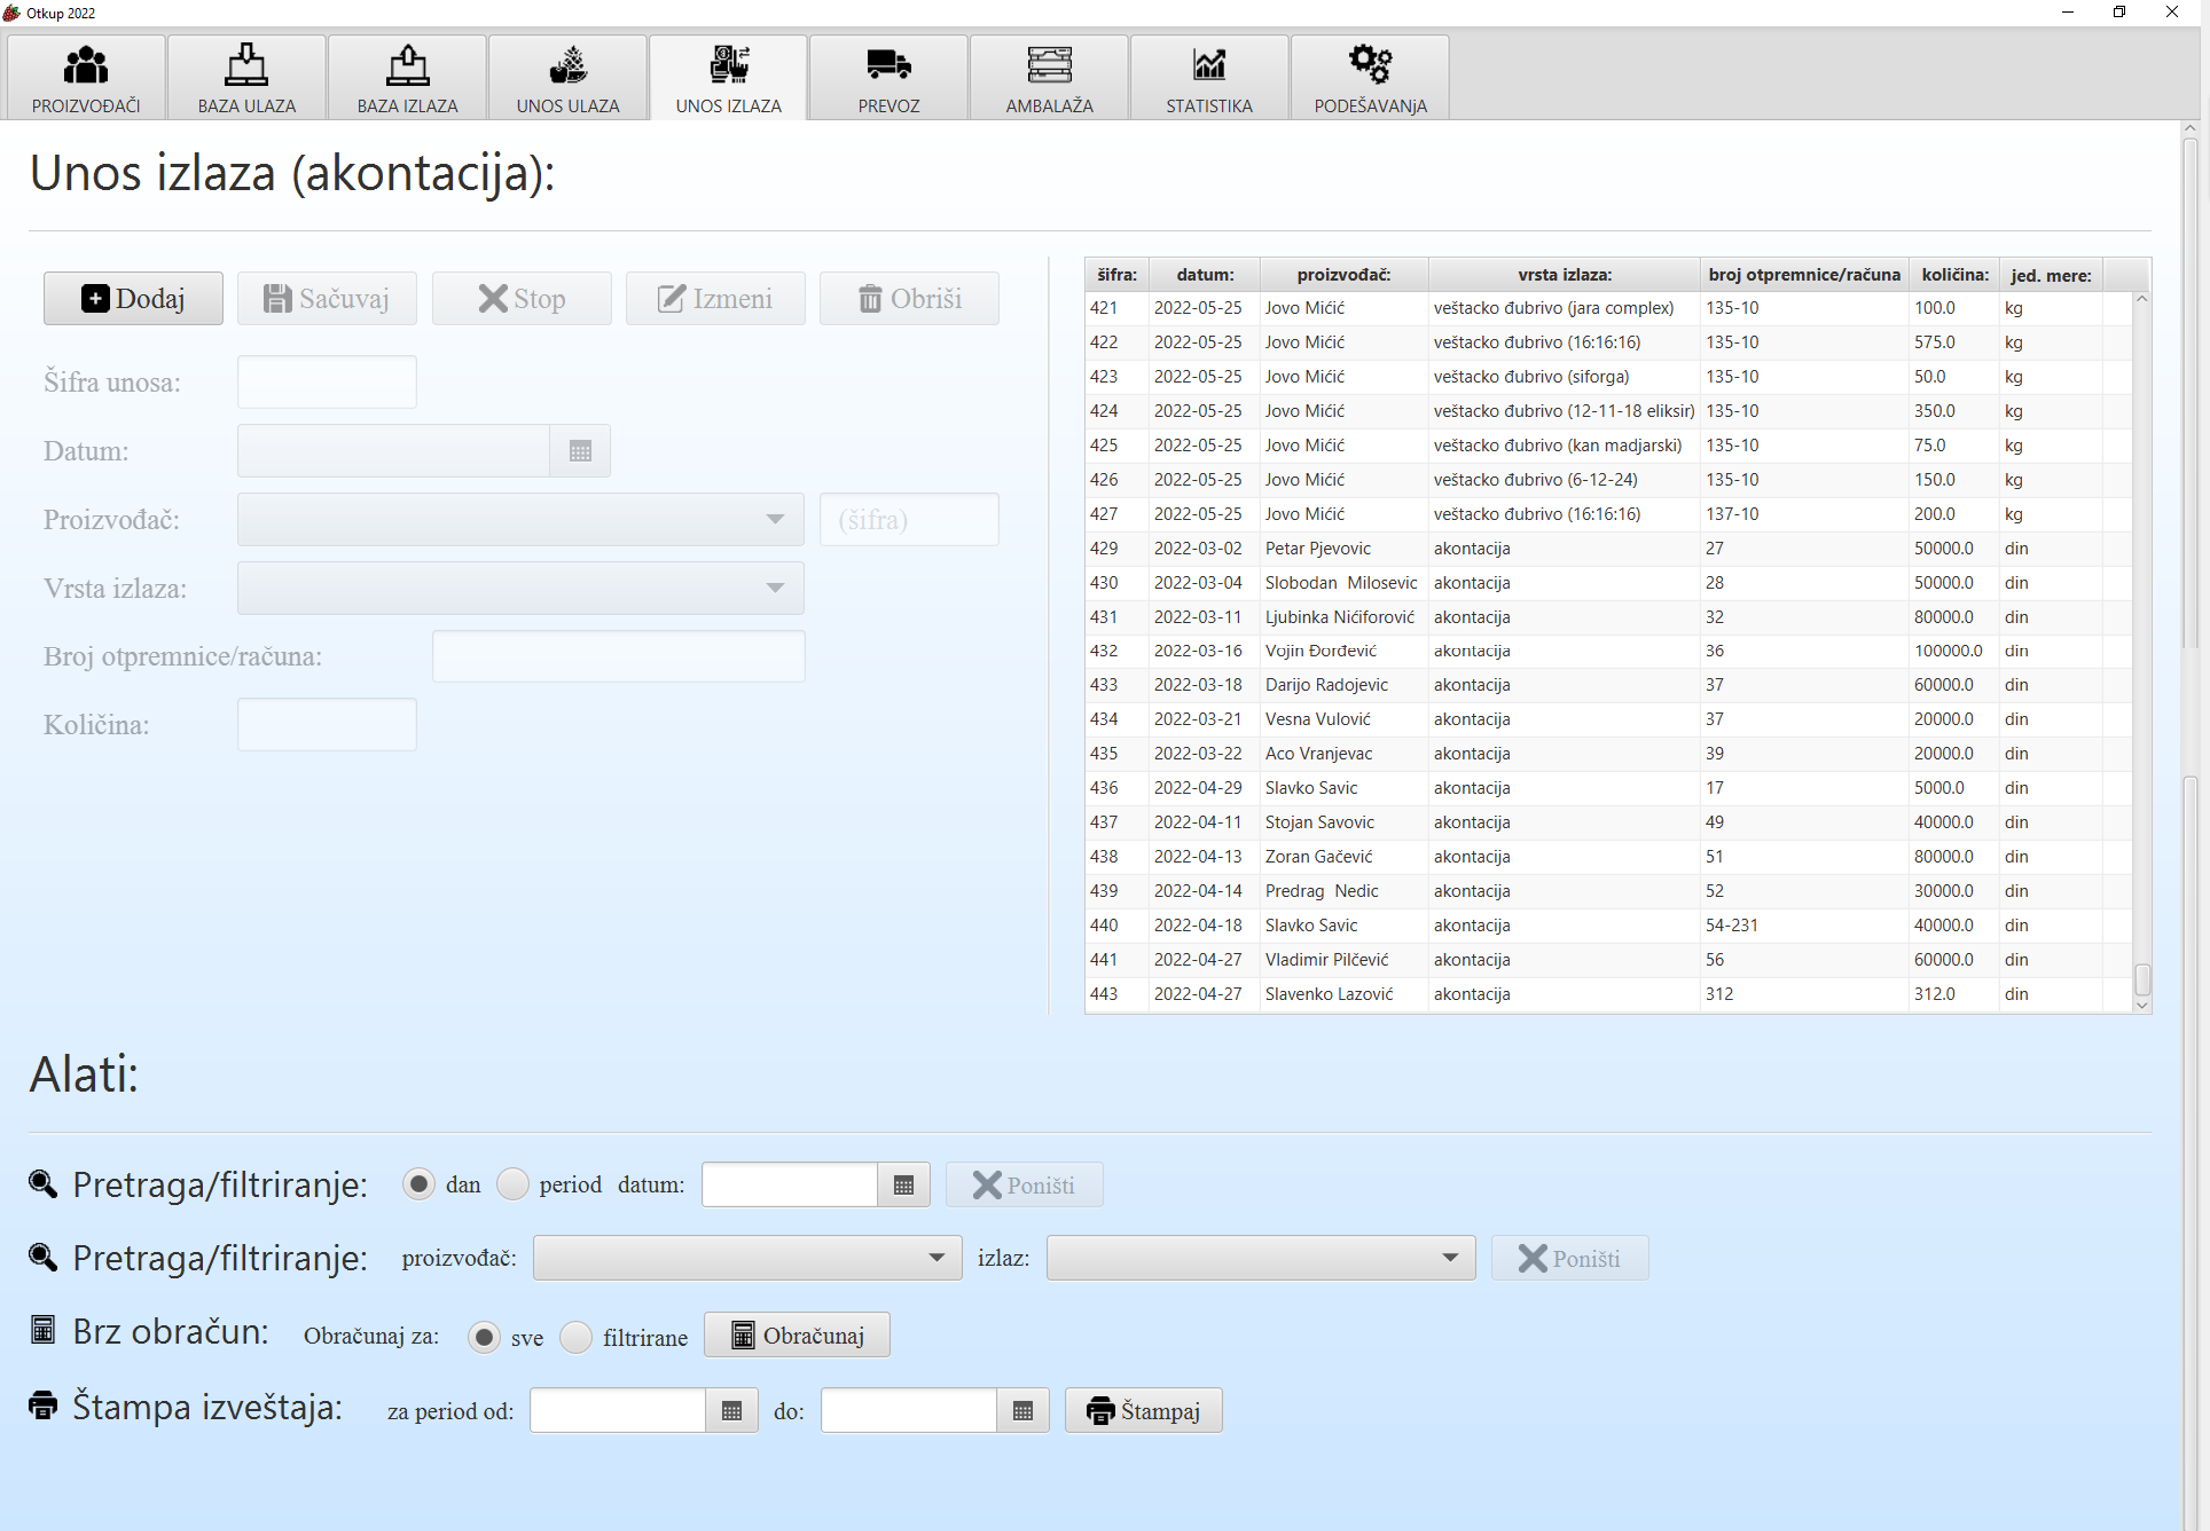 Otkup 2022
PROIZVOĐAČI
BAZA ULAZA
BAZA IZLAZA
UNOS ULAZA
UNOS IZLAZA
PREVOZ
AMBALAŽA
STATISTIKA
PODEŠAVANjA
Unos izlaza (akontacija):
Dodaj
Sačuvaj
Stop
Izmeni
Obriši
Šifra unosa:
Datum:
Proizvođač:
(šifra)
Vrsta izlaza:
Broj otpremnice/računa:
Količina:
šifra: datum: proizvođač: vrsta izlaza: broj otpremnice/računa količina: jed. mere:
421 2022-05-25 Jovo Mićić veštacko đubrivo (jara complex) 135-10 100.0 kg
422 2022-05-25 Jovo Mićić veštacko đubrivo (16:16:16) 135-10 575.0 kg
423 2022-05-25 Jovo Mićić veštacko đubrivo (siforga) 135-10 50.0 kg
424 2022-05-25 Jovo Mićić veštacko đubrivo (12-11-18 eliksir) 135-10 350.0 kg
425 2022-05-25 Jovo Mićić veštacko đubrivo (kan madjarski) 135-10 75.0 kg
426 2022-05-25 Jovo Mićić veštacko đubrivo (6-12-24) 135-10 150.0 kg
427 2022-05-25 Jovo Mićić veštacko đubrivo (16:16:16) 137-10 200.0 kg
429 2022-03-02 Petar Pjevovic akontacija 27 50000.0 din
430 2022-03-04 Slobodan  Milosevic akontacija 28 50000.0 din
431 2022-03-11 Ljubinka Nićiforović akontacija 32 80000.0 din
432 2022-03-16 Vojin Đorđević akontacija 36 100000.0 din
433 2022-03-18 Darijo Radojevic akontacija 37 60000.0 din
434 2022-03-21 Vesna Vulović akontacija 37 20000.0 din
435 2022-03-22 Aco Vranjevac akontacija 39 20000.0 din
436 2022-04-29 Slavko Savic akontacija 17 5000.0 din
437 2022-04-11 Stojan Savovic akontacija 49 40000.0 din
438 2022-04-13 Zoran Gačević akontacija 51 80000.0 din
439 2022-04-14 Predrag  Nedic akontacija 52 30000.0 din
440 2022-04-18 Slavko Savic akontacija 54-231 40000.0 din
441 2022-04-27 Vladimir Pilčević akontacija 56 60000.0 din
443 2022-04-27 Slavenko Lazović akontacija 312 312.0 din
Alati:
Pretraga/filtriranje: dan period datum: Poništi
Pretraga/filtriranje: proizvođač: izlaz: Poništi
Brz obračun: Obračunaj za: sve filtrirane Obračunaj
Štampa izveštaja: za period od: do: Štampaj